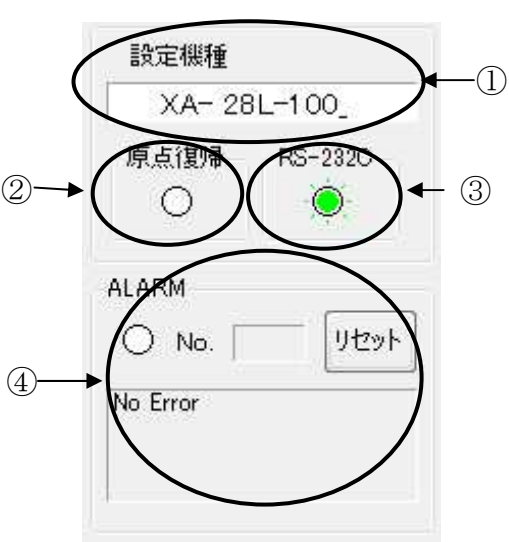 設定機種
①
XA- 28L-100_
原点復帰 RS-232C
② ③
ALARM
No. リセット
④
No Error